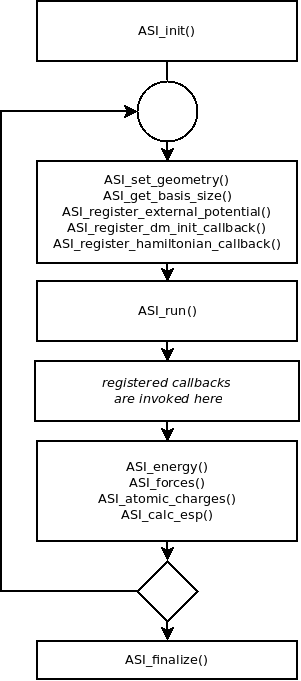 ASI_init()
ASI_set_geometry()
ASI_get_basis_size()
ASI_register_external_potential()
ASI_register_dm_init_callback()
ASI_register_hamiltonian_callback()
ASI_run()
registered callbacks
are invoked here
ASI_energy()
ASI_forces()
ASI_atomic_charges()
ASI_calc_esp()
ASI_finalize()